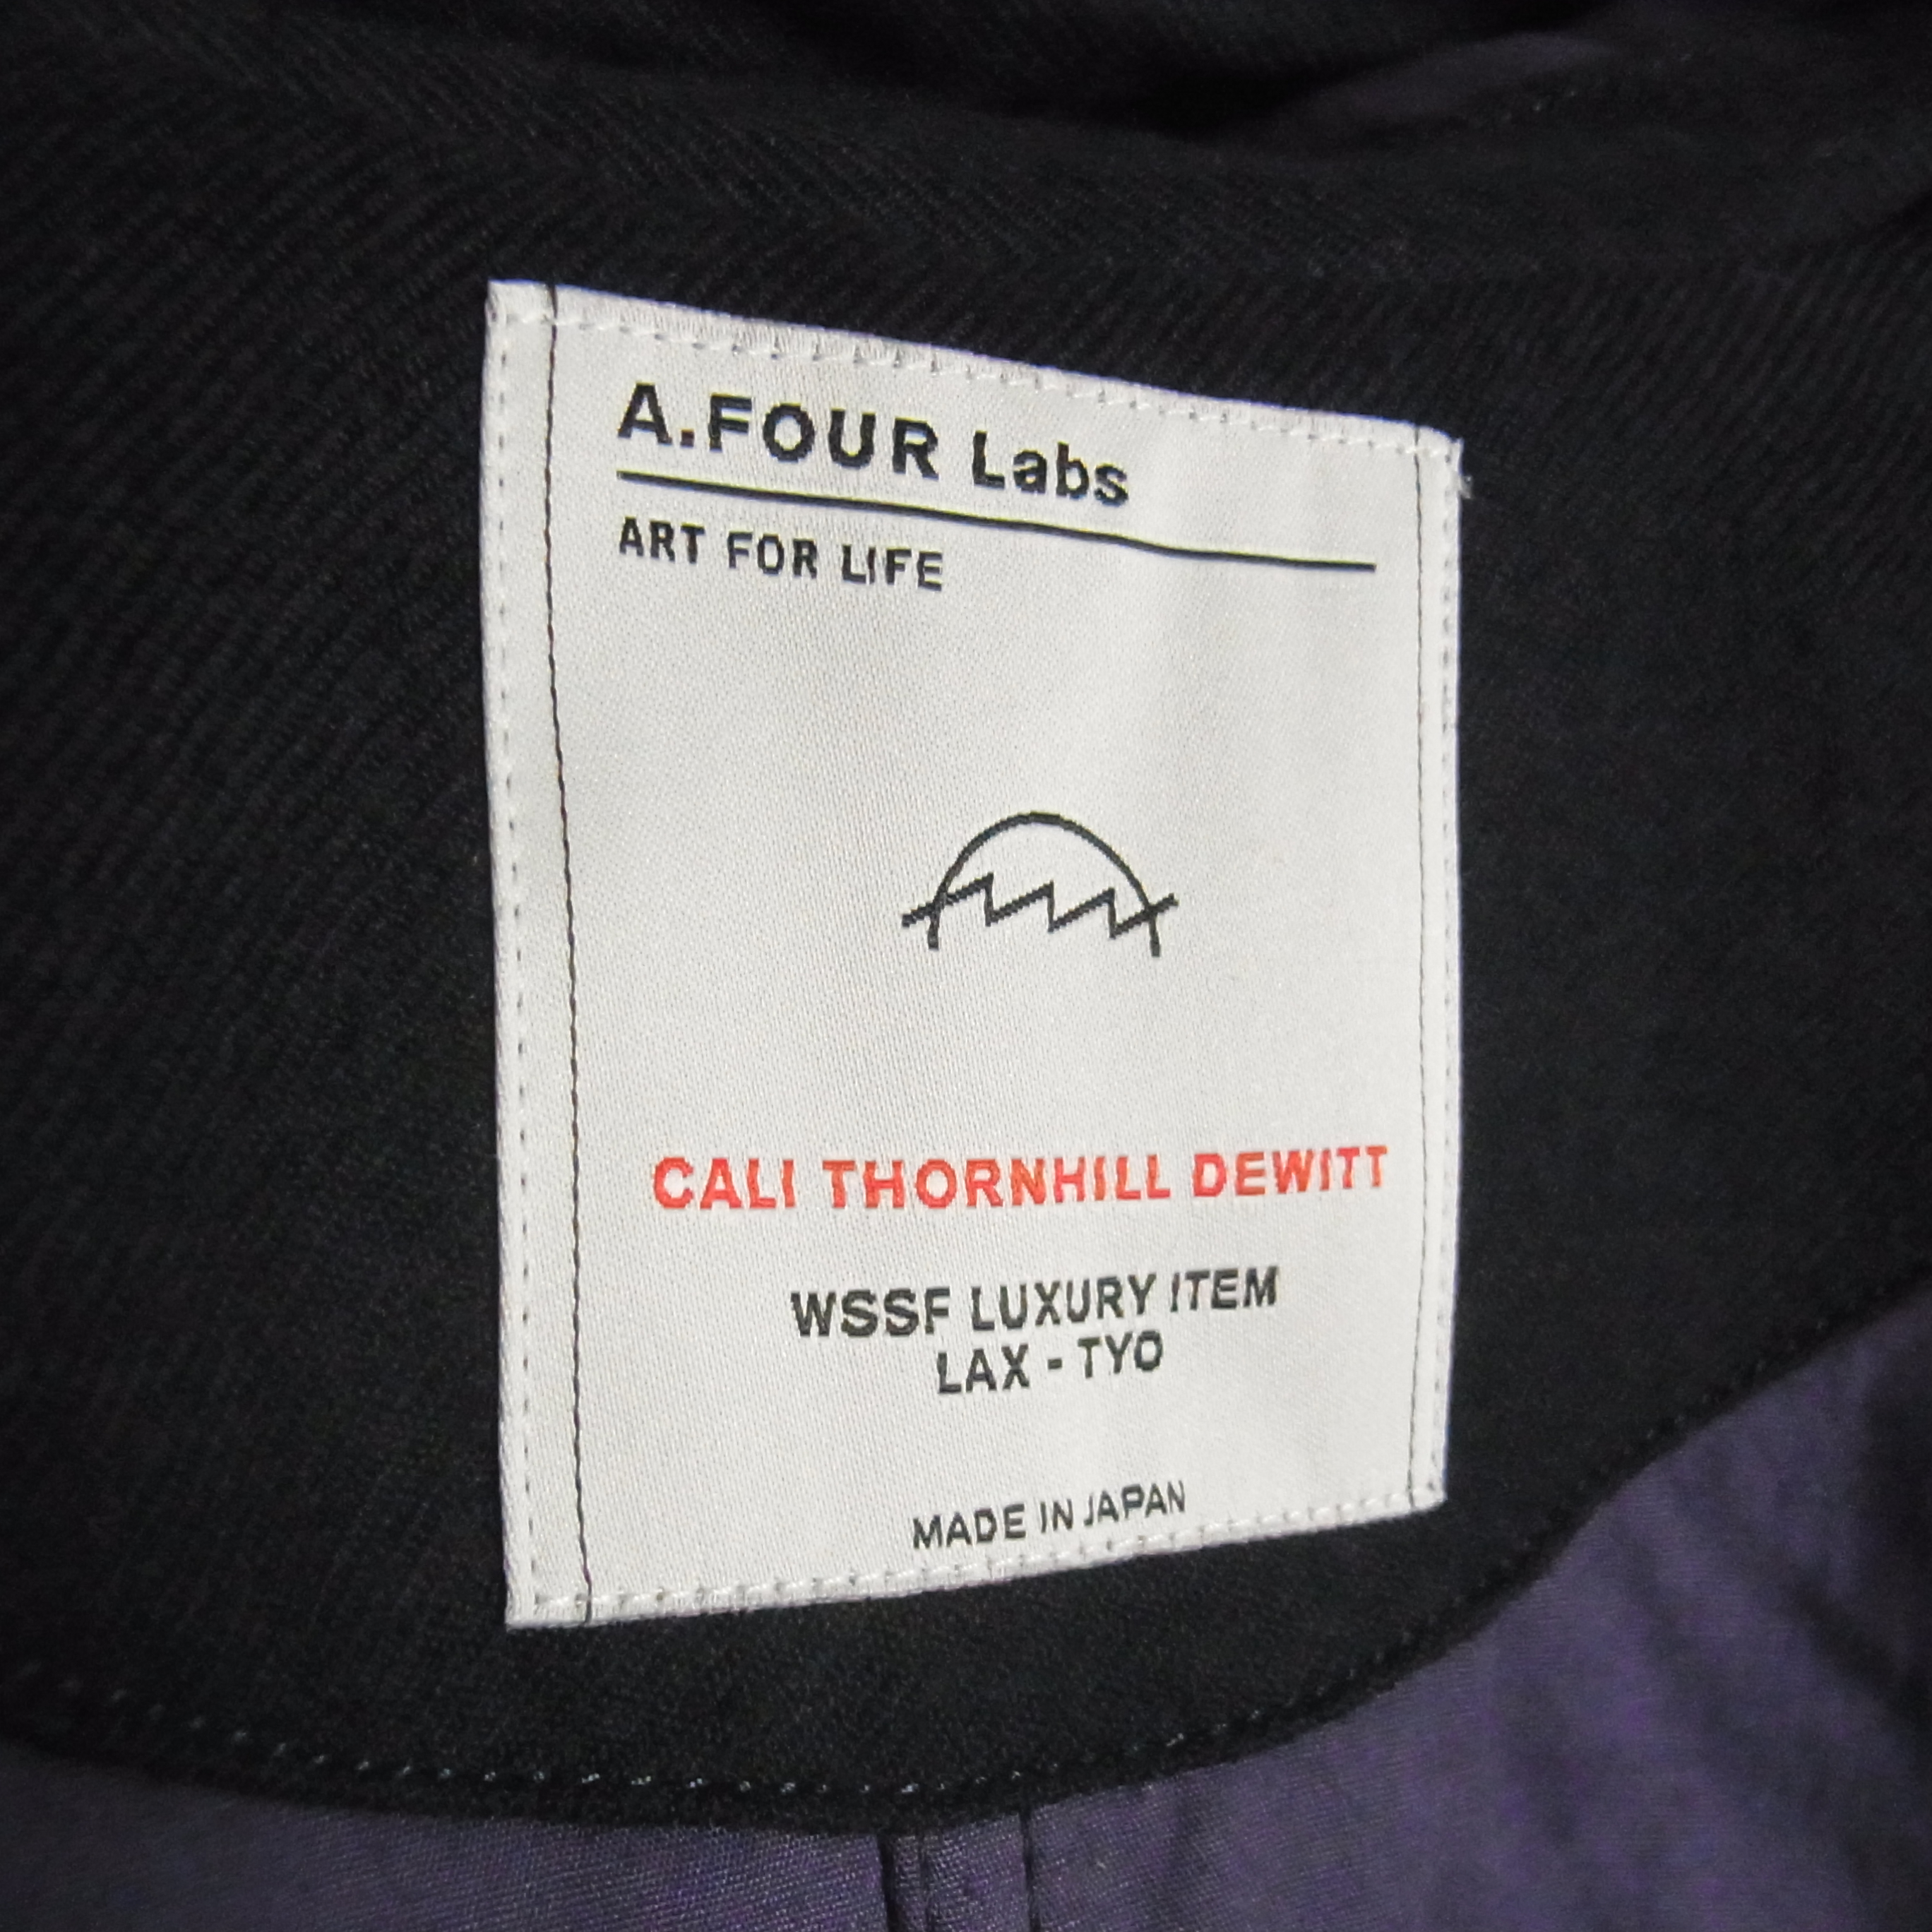 A.FOUR Labs
ART FOR LIFE
CALI THORNHILL DEWITT
WSSF LUXURY ITEM
LAX - TYO
MADE IN JAPAN